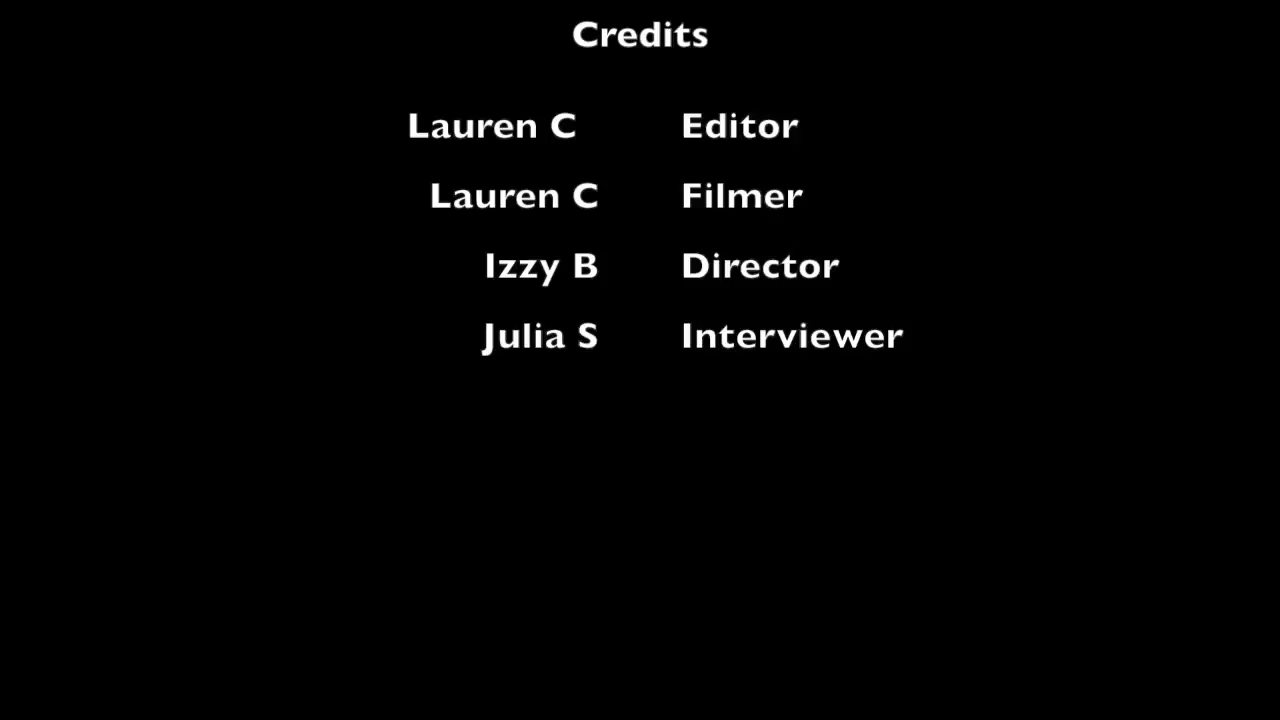 Credits
Lauren C Editor
Lauren C Filmer
Izzy B Director
Julia S Interviewer